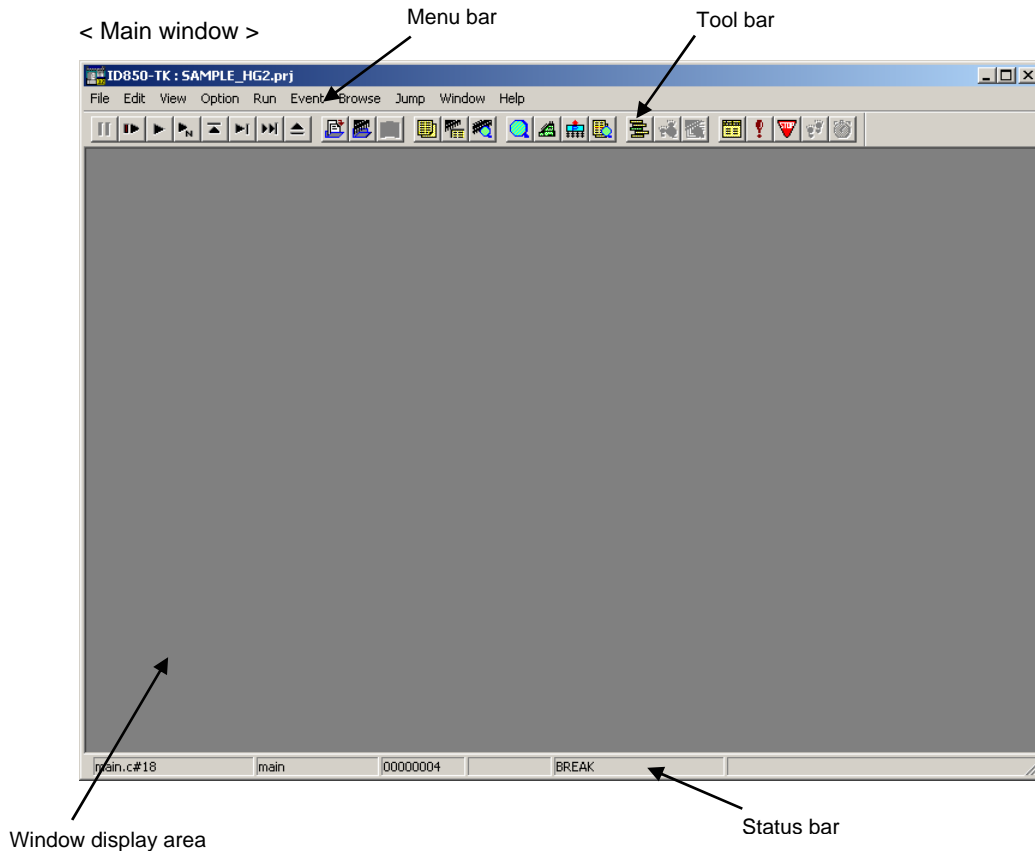 Menu bar
Tool bar
< Main window >
ID850-TK : SAMPLE_HG2.prj
File Edit View Option Run Event Browse Jump Window Help
main.c#18 main 00000004 BREAK
Status bar
Window display area